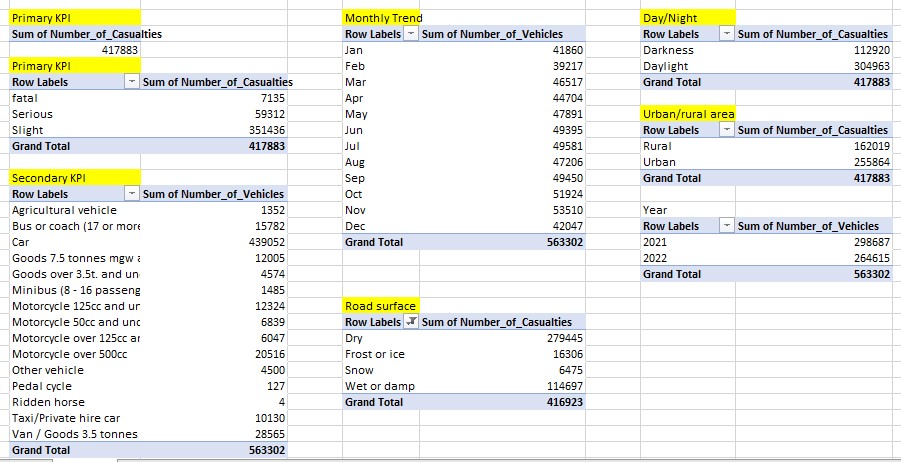 Primary KPI
Sum of Number_of_Casualties
417883
Primary KPI
Row Labels Sum of Number_of_Casualties
fatal 7135
Serious 59312
Slight 351436
Grand Total 417883
Secondary KPI
Row Labels Sum of Number_of_Vehicles
Agricultural vehicle 1352
Bus or coach (17 or more 15782
Car 439052
Goods 7.5 tonnes mgw a 12005
Goods over 3.5t. and un 4574
Minibus (8 - 16 passeng 1485
Motorcycle 125cc and un 12324
Motorcycle 50cc and und 6839
Motorcycle over 125cc an 6047
Motorcycle over 500cc 20516
Other vehicle 4500
Pedal cycle 127
Ridden horse 4
Taxi/Private hire car 10130
Van / Goods 3.5 tonnes 28565
Grand Total 563302
Monthly Trend
Row Labels Sum of Number_of_Vehicles
Jan 41860
Feb 39217
Mar 46517
Apr 44704
May 47891
Jun 49395
Jul 49581
Aug 47206
Sep 49450
Oct 51924
Nov 53510
Dec 42047
Grand Total 563302
Road surface
Row Labels Sum of Number_of_Casualties
Dry 279445
Frost or ice 16306
Snow 6475
Wet or damp 114697
Grand Total 416923
Day/Night
Row Labels Sum of Number_of_Casualties
Darkness 112920
Daylight 304963
Grand Total 417883
Urban/rural area
Row Labels Sum of Number_of_Casualties
Rural 162019
Urban 255864
Grand Total 417883
Year
Row Labels Sum of Number_of_Vehicles
2021 298687
2022 264615
Grand Total 563302